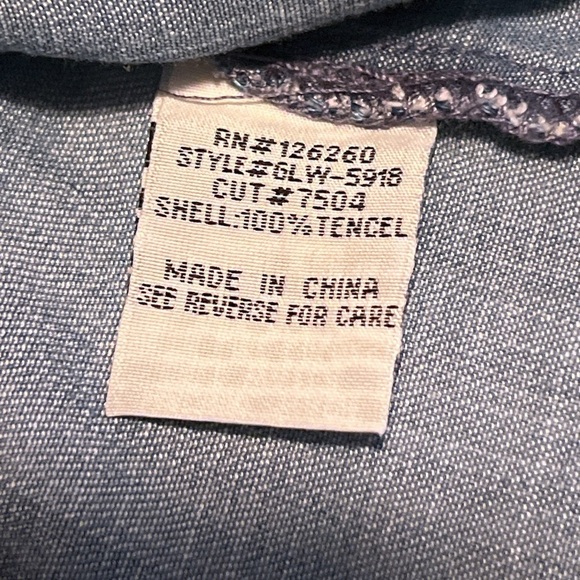 RN#126260
STYLE#GLW-5918
CUT#7504
SHELL:100%TENCEL
MADE IN CHINA
SEE REVERSE FOR CARE